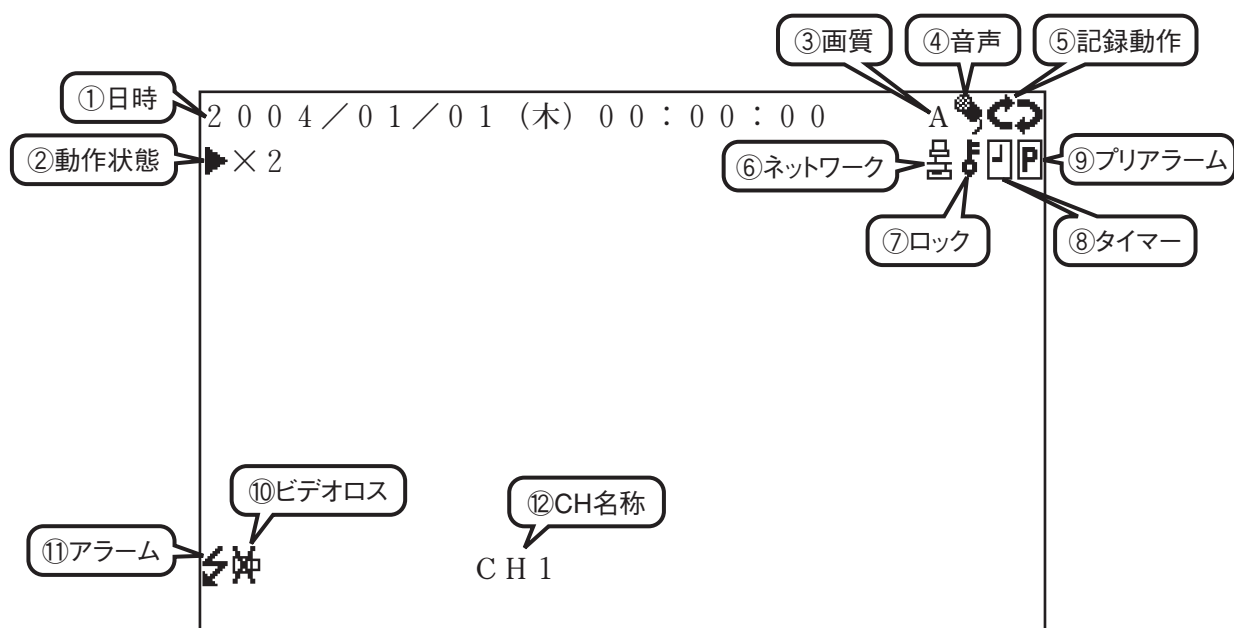 ③画質
④音声
⑤記録動作
①日時
2004/01/01(木)00:00:00
A
②動作状態
▶×2
⑥ネットワーク
P
⑨プリアラーム
⑦ロック
⑧タイマー
⑩ビデオロス
⑫CH名称
⑪アラーム
CH1